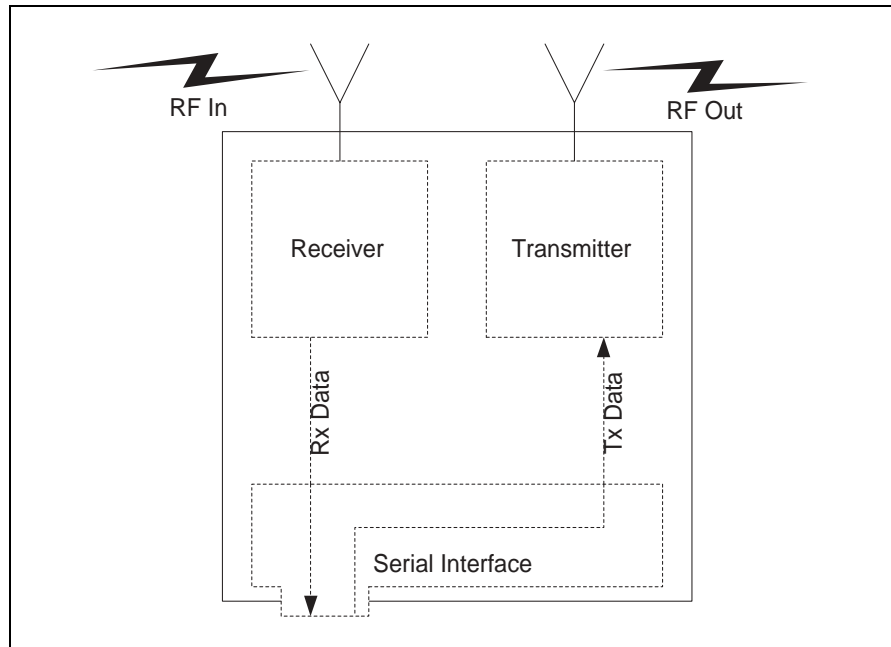 RF In
RF Out
Receiver
Transmitter
Rx Data
Tx Data
Serial Interface